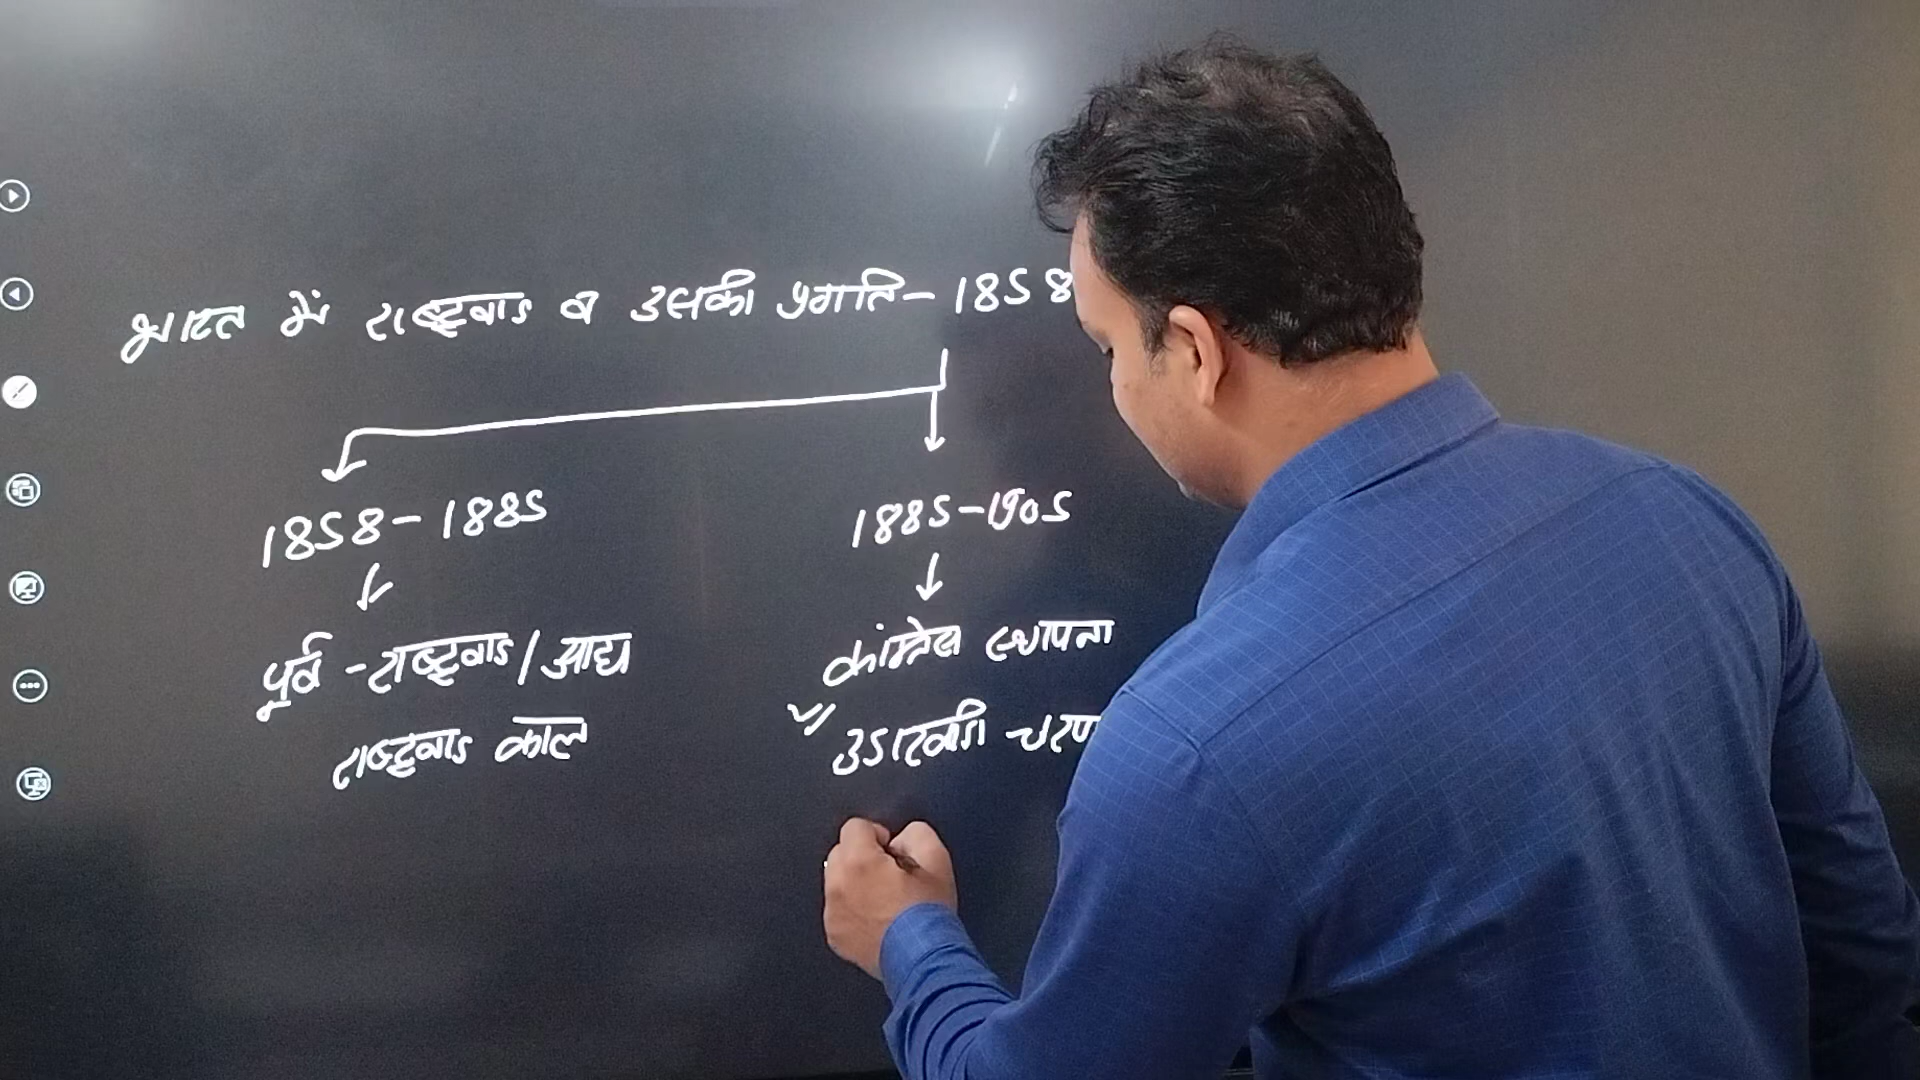 भारत में राष्ट्रवाद व उसकी प्रगति - 1858
1858 - 1885
1885 - 1905
पूर्व - राष्ट्रवाद / आद्य
राष्ट्रवाद काल
कांग्रेस स्थापना
उदारवादी चरण